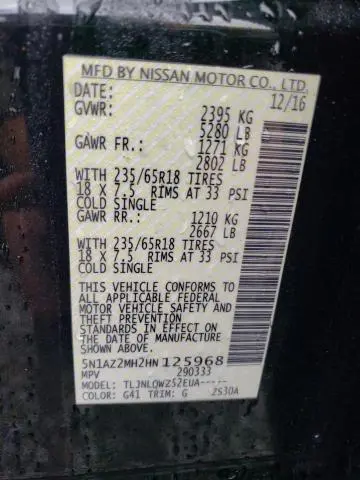 MFD BY NISSAN MOTOR CO., LTD.
DATE: 12/16
GVWR: 2395 KG
5280 LB
GAWR FR.: 1271 KG
2802 LB
WITH 235/65R18 TIRES
18 X 7.5 RIMS AT 33 PSI
COLD SINGLE
GAWR RR.: 1210 KG
2667 LB
WITH 235/65R18 TIRES
18 X 7.5 RIMS AT 33 PSI
COLD SINGLE
THIS VEHICLE CONFORMS TO
ALL APPLICABLE FEDERAL
MOTOR VEHICLE SAFETY AND
THEFT PREVENTION
STANDARDS IN EFFECT ON
THE DATE OF MANUFACTURE
SHOWN ABOVE.
5N1AZ2MH2HN125968
MPV 290333
MODEL: TLJNLQWZ52EUA-----
COLOR: G41 TRIM: G 2530A